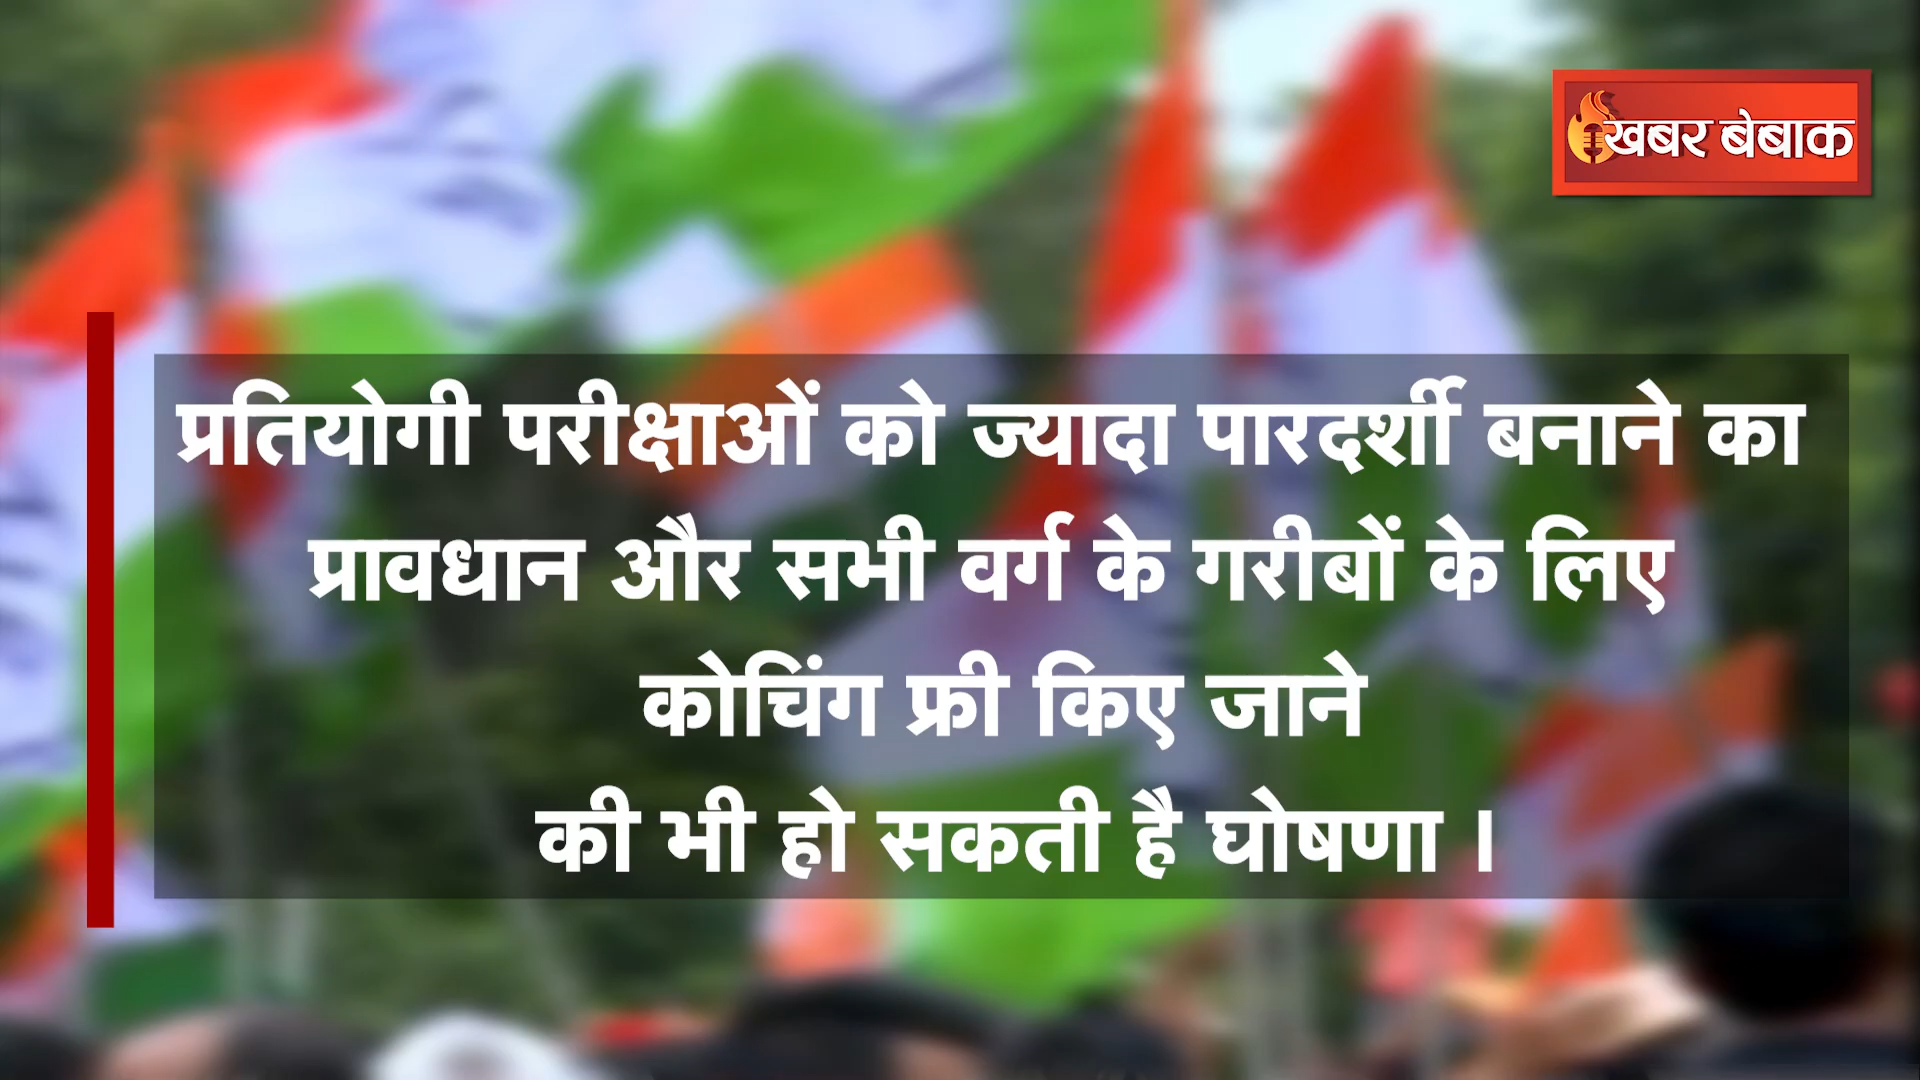 खबर बेबाक
प्रतियोगी परीक्षाओं को ज्यादा पारदर्शी बनाने का
प्रावधान और सभी वर्ग के गरीबों के लिए
कोचिंग फ्री किए जाने
की भी हो सकती है घोषणा ।